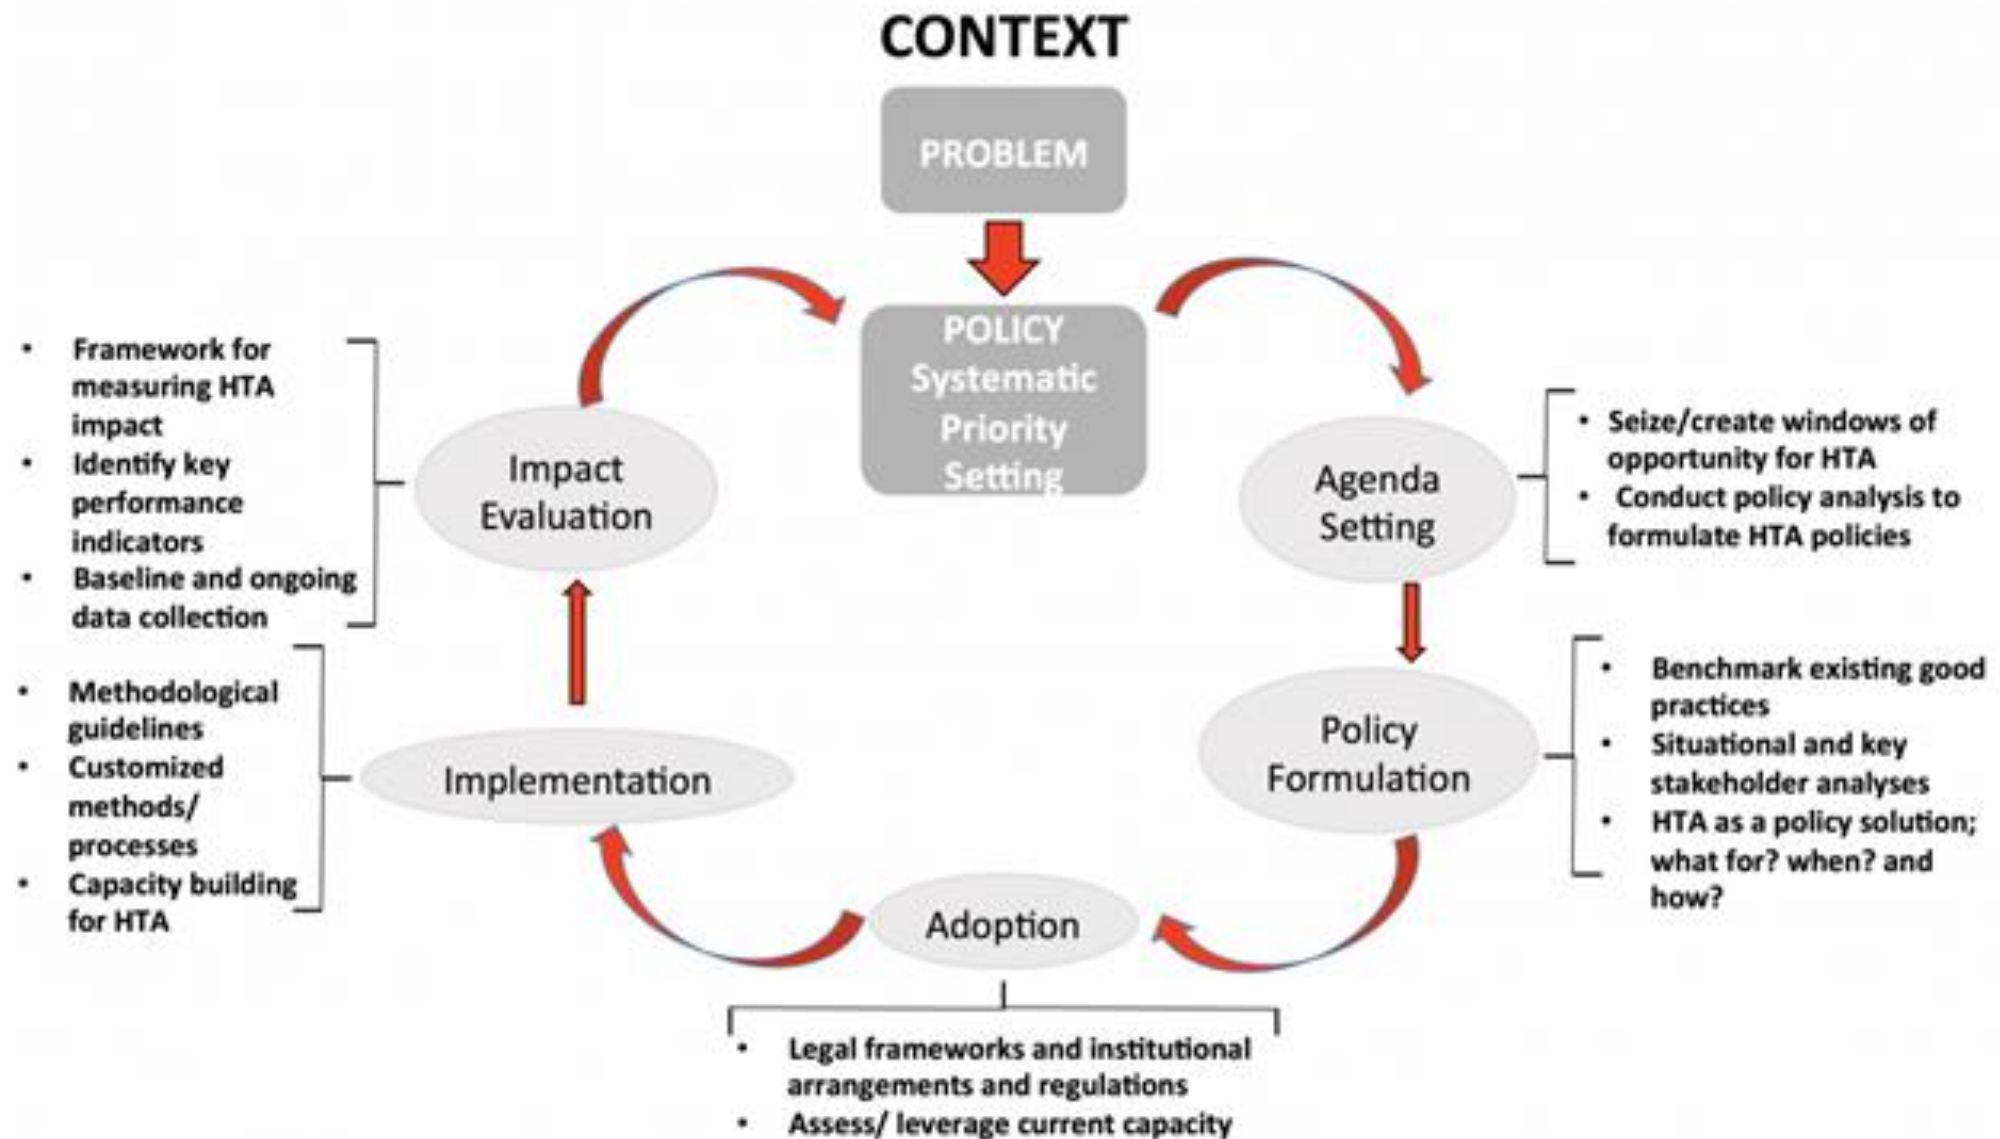 CONTEXT
PROBLEM
POLICY
Systematic
Priority
Setting
Agenda
Setting
• Seize/create windows of
opportunity for HTA
• Conduct policy analysis to
formulate HTA policies
Policy
Formulation
• Benchmark existing good
practices
• Situational and key
stakeholder analyses
• HTA as a policy solution;
what for? when? and
how?
Adoption
• Legal frameworks and institutional
arrangements and regulations
• Assess/ leverage current capacity
Implementation
• Methodological
guidelines
• Customized
methods/
processes
• Capacity building
for HTA
Impact
Evaluation
• Framework for
measuring HTA
impact
• Identify key
performance
indicators
• Baseline and ongoing
data collection